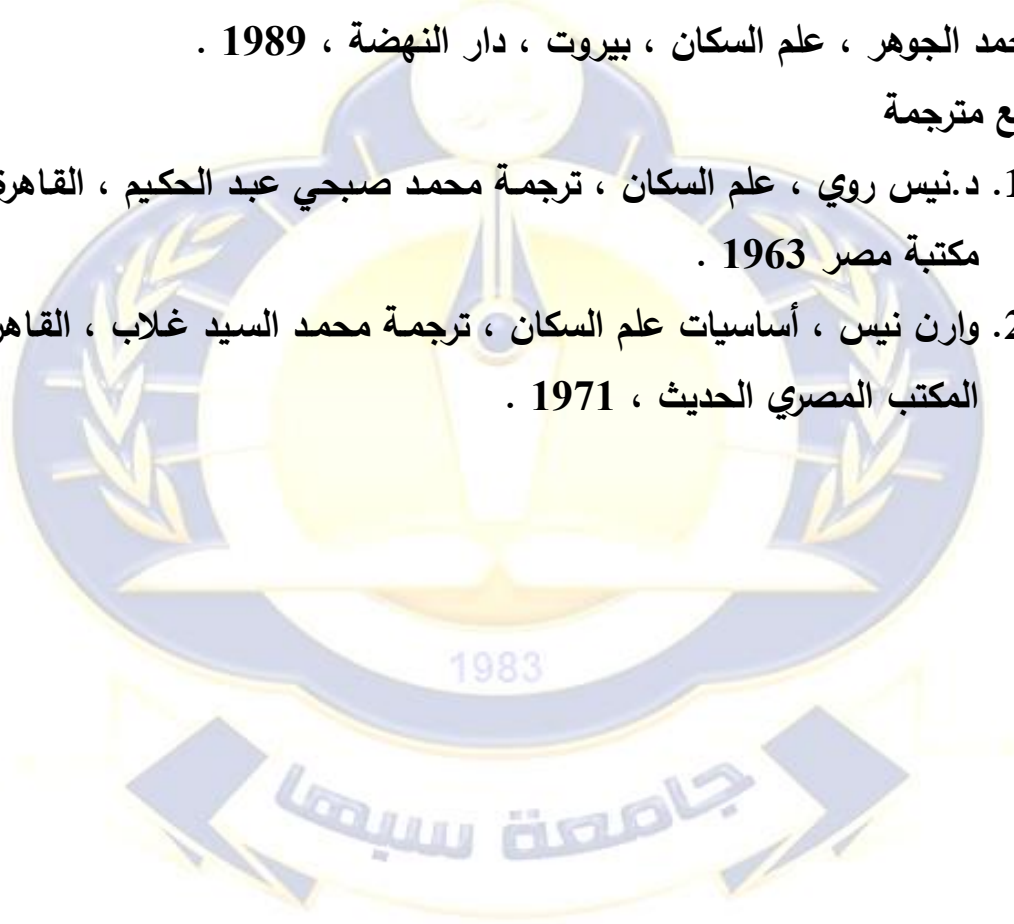 الجوهر ، علم السكان ، بيروت ، دار النهضة ، 1989 .
مترجمة
1. د.نيس روي ، علم السكان ، ترجمة محمد صبحي عبد الحكيم ، القاهرة
مكتبة مصر 1963 .
2. وارن نيس ، أساسيات علم السكان ، ترجمة محمد السيد غلاب ،
المكتب المصري الحديث ، 1971 .
1983
جامعة سبها